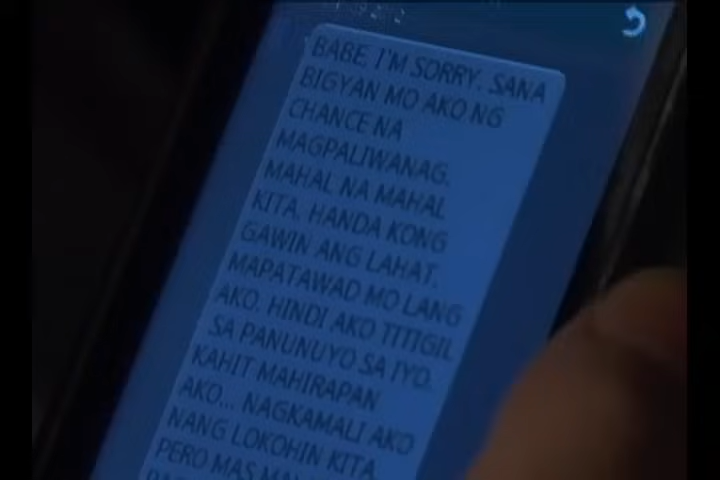 BABE, I'M SORRY. SANA
BIGYAN MO AKO NG
CHANCE NA
MAGPALIWANAG.
MAHAL NA MAHAL
KITA, HANDA KONG
GAWIN ANG LAHAT,
MAPATAWAD MO LANG
AKO. HINDI AKO TITIGIL
SA PANUNUYO SA IYO.
KAHIT MAHIRAPAN
AKO... NAGKAMALI AKO
NANG LOKOHIN KITA
PERO MAS